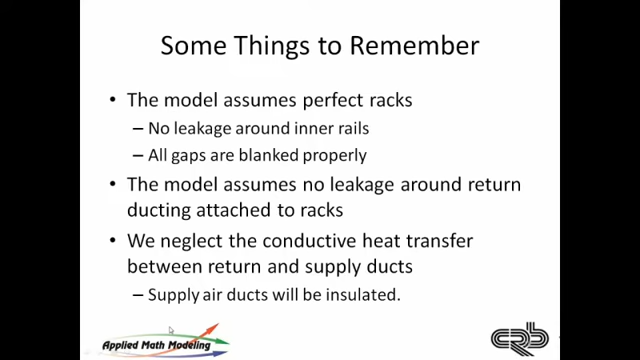 Some Things to Remember
• The model assumes perfect racks
– No leakage around inner rails
– All gaps are blanked properly
• The model assumes no leakage around return
ducting attached to racks
• We neglect the conductive heat transfer
between return and supply ducts
– Supply air ducts will be insulated.
Applied Math Modeling
CRB